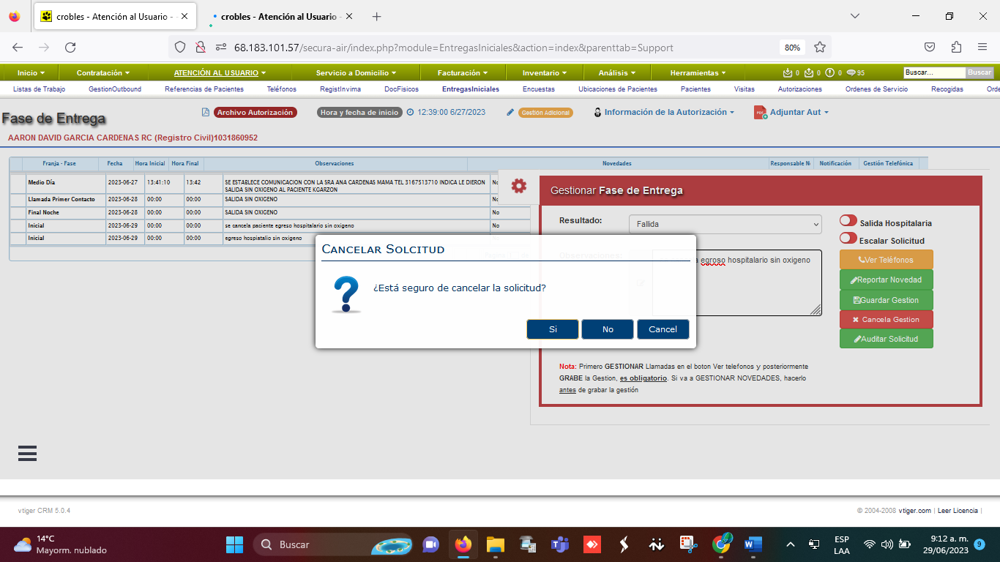 crobles - Atención al Usuario -
crobles - Atención al Usuario -
68.183.101.57/secura-air/index.php?module=EntregasIniciales&action=index&parenttab=Support
80%
Inicio Contratación ATENCIÓN AL USUARIO Servicio a Domicilio Facturación Inventario Análisis Herramientas 0 0 0 95 Buscar... Buscar
Listas de Trabajo GestionOutbound Referencias de Pacientes Teléfonos RegistInvima DocFisicos EntregasIniciales Encuestas Ubicaciones de Pacientes Pacientes Visitas Autorizaciones Ordenes de Servicio Recogidas Orde
Fase de Entrega
Archivo Autorización Hora y fecha de inicio 12:39:00 6/27/2023 Gestión Adicional Información de la Autorización PDF Adjuntar Aut
AARON DAVID GARCIA CARDENAS RC (Registro Civil)1031860952
Franja - Fase Fecha Hora Inicial Hora Final Observaciones Novedades Responsable N Notificación Gestión Telefónica
Medio Día 2023-06-27 13:41:10 13:42 SE ESTABLECE COMUNICACION CON LA SRA ANA CARDENAS MAMA TEL 3167513710 INDICA LE DIERON No
SALIDA SIN OXIGENO AL PACIENTE KGARZON
Llamada Primer Contacto 2023-06-28 00:00 00:00 SALIDA SIN OXIGENO No
Final Noche 2023-06-28 00:00 00:00 SALIDA SIN OXIGENO No
Inicial 2023-06-29 00:00 00:00 se cancela paciente egreso hospitalario sin oxigeno No
Inicial 2023-06-29 00:00 00:00 egreso hospiatalio sin oxigeno No
Gestionar Fase de Entrega
Resultado:
Fallida
Salida Hospitalaria
Escalar Solicitud
Observaciones:
a egroso hospitalario sin oxigeno
Ver Teléfonos
Reportar Novedad
Guardar Gestion
Cancela Gestion
Auditar Solicitud
Cancelar Solcitud
¿Está seguro de cancelar la solicitud?
Si No Cancel
Nota: Primero GESTIONAR Llamadas en el boton Ver telefonos y posteriormente
GRABE la Gestion, es obligatorio. Si va a GESTIONAR NOVEDADES, hacerlo
antes de grabar la gestión
vtiger CRM 5.0.4
© 2004-2008 vtiger.com | Leer Licencia |
14°C
Mayorm. nublado
Buscar
ESP
LAA
9:12 a. m.
29/06/2023
9